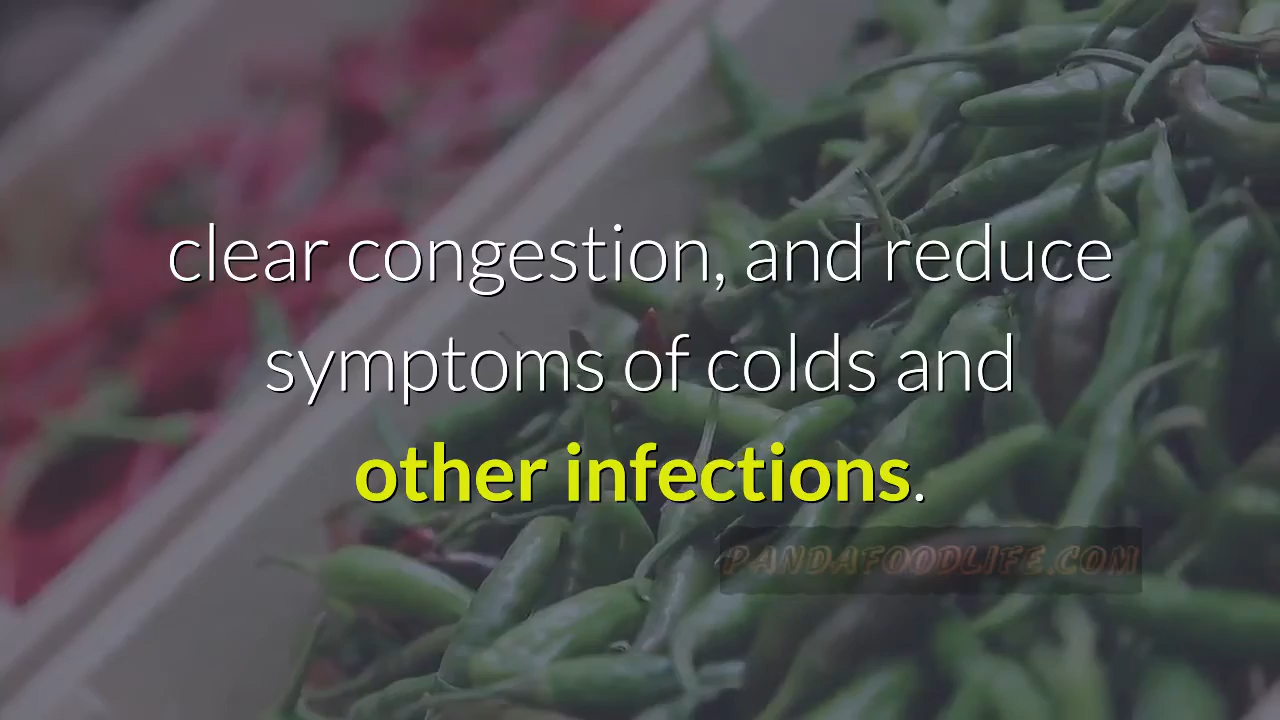 clear congestion, and reduce
symptoms of colds and
other infections.
PANDAFOODLIFE.COM